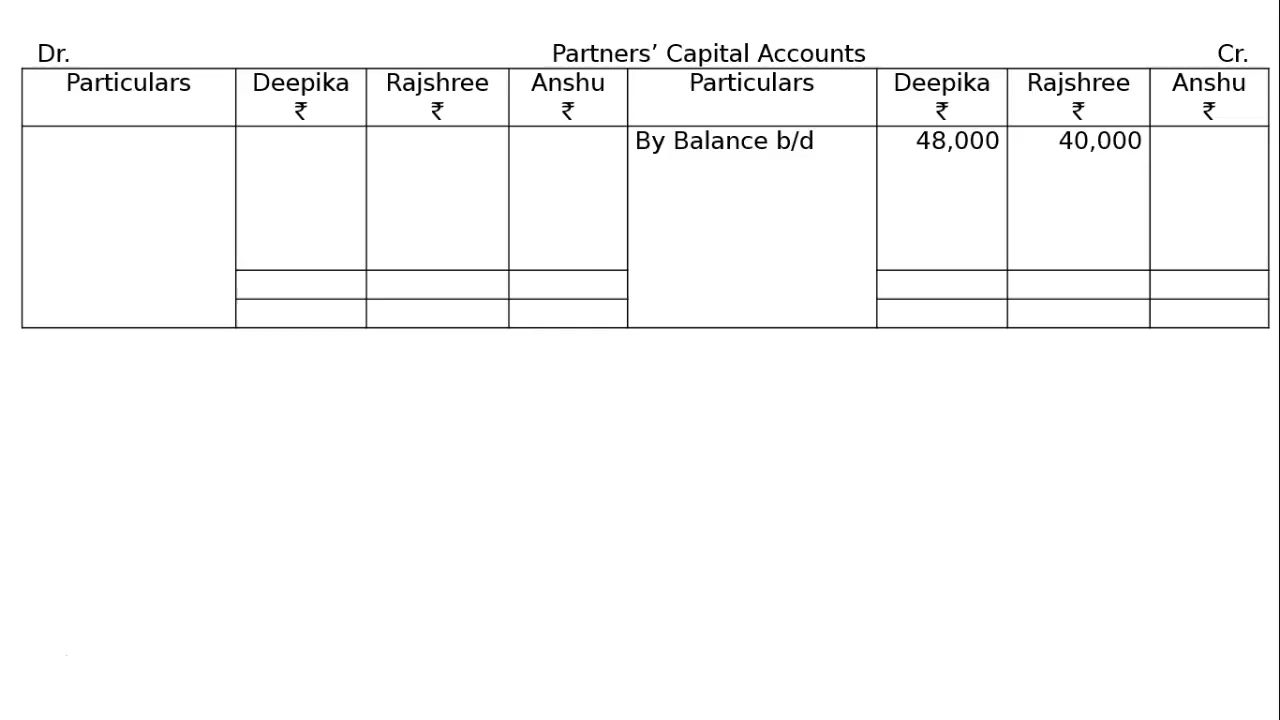 Dr. Partners’ Capital Accounts Cr.
Particulars Deepika Rajshree Anshu Particulars Deepika Rajshree Anshu
₹ ₹ ₹ ₹ ₹ ₹
By Balance b/d 48,000 40,000